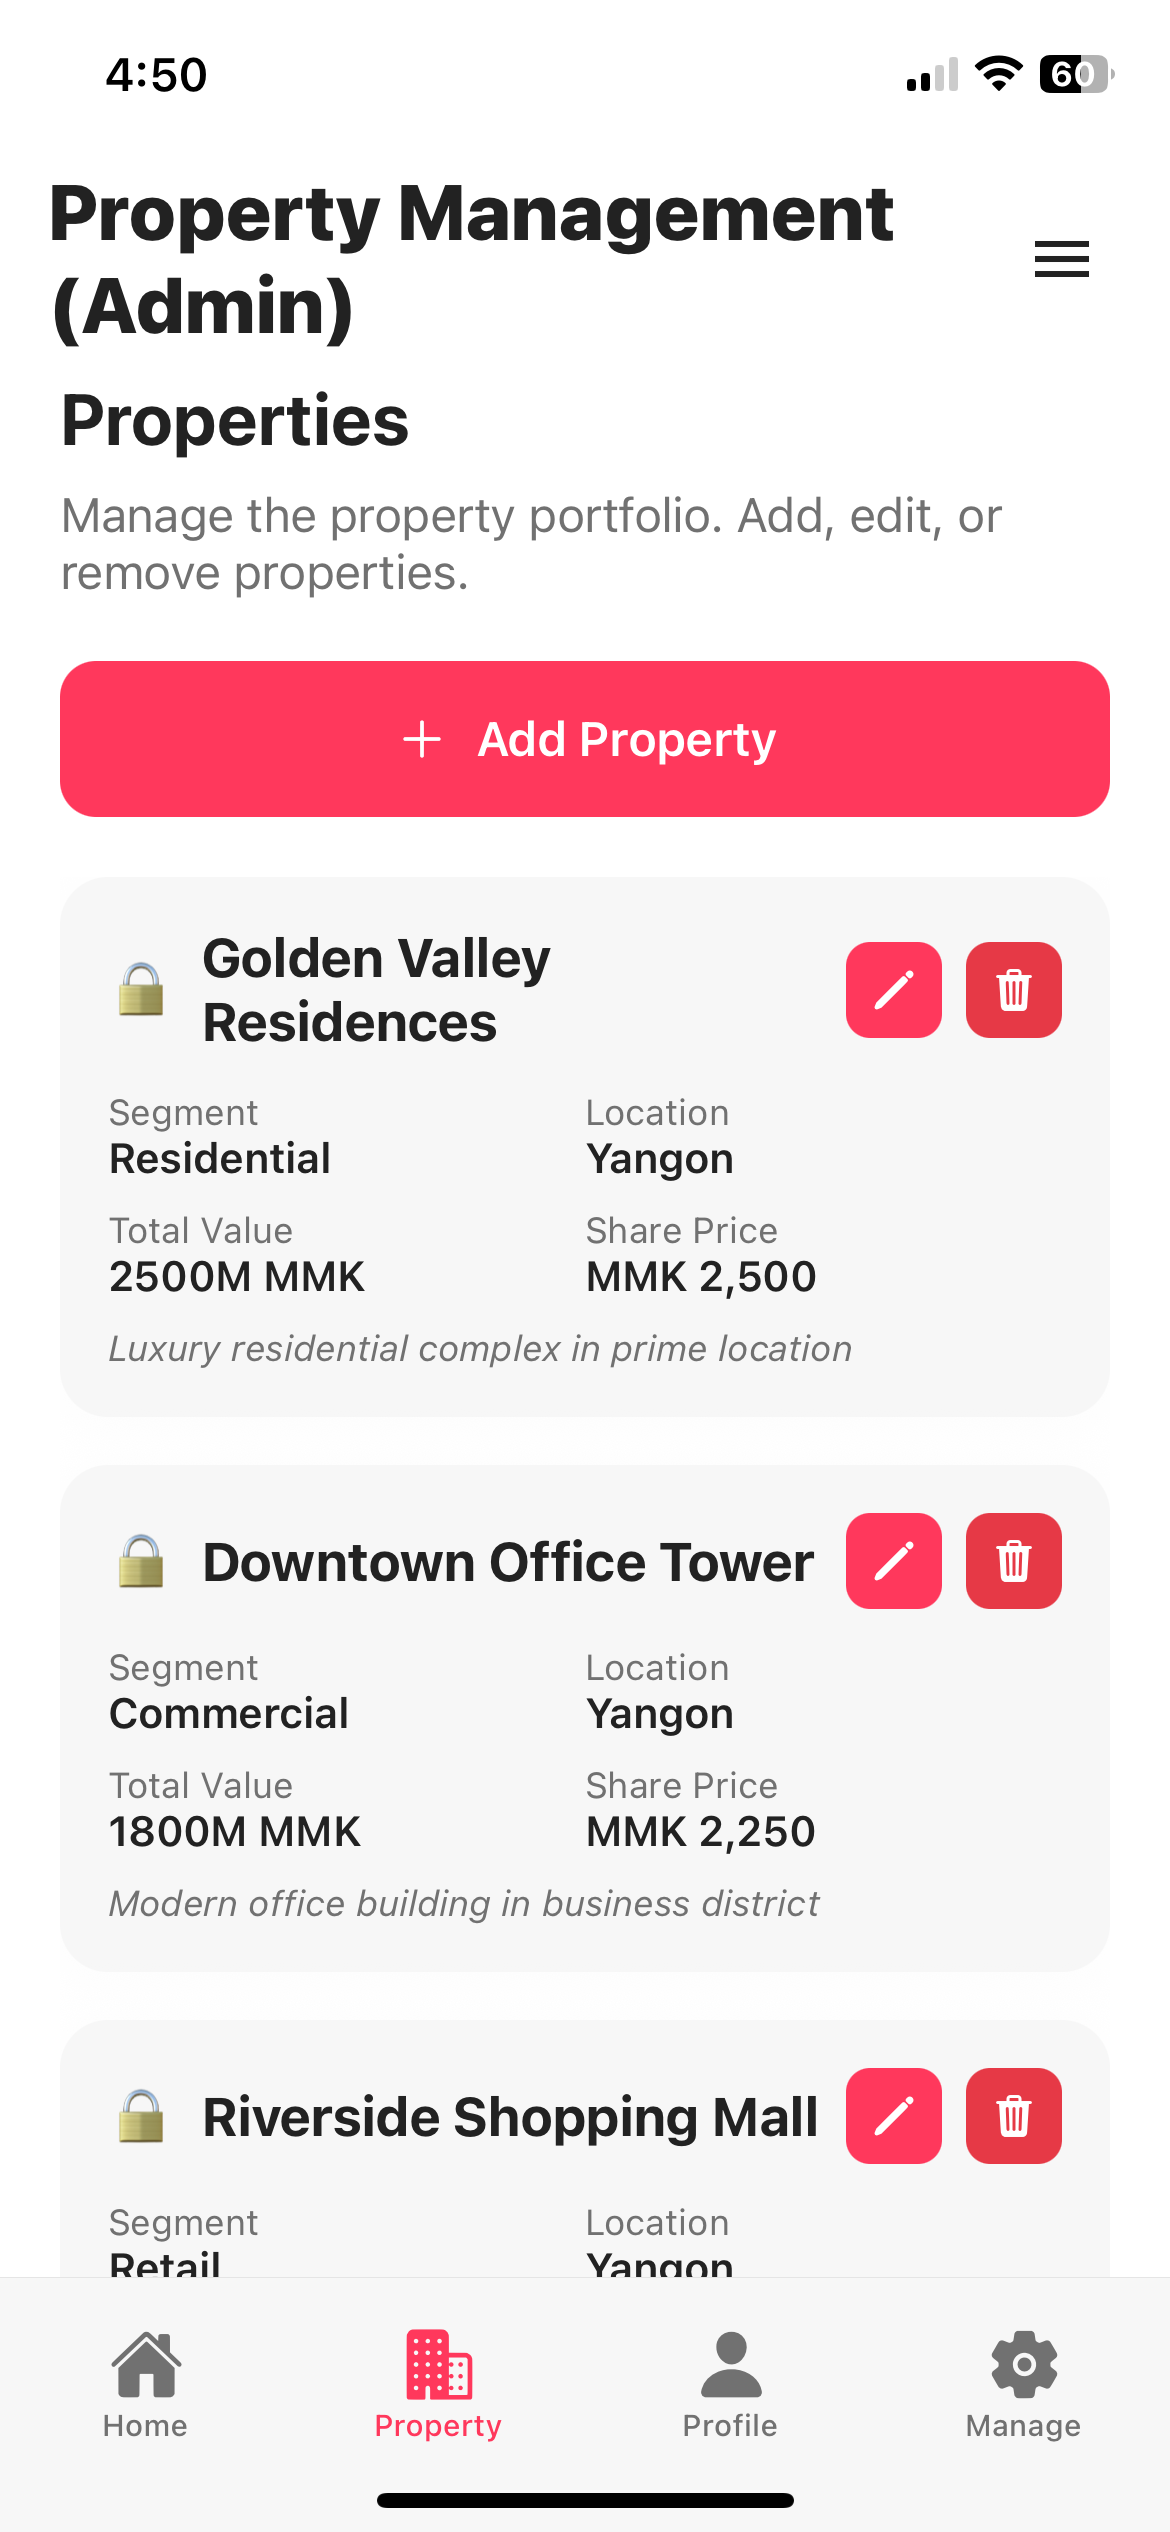 4:50
60
Property Management
(Admin)
Properties
Manage the property portfolio. Add, edit, or
remove properties.
+ Add Property
Golden Valley
Residences
Segment
Location
Residential
Yangon
Total Value
Share Price
2500M MMK
MMK 2,500
Luxury residential complex in prime location
Downtown Office Tower
Segment
Location
Commercial
Yangon
Total Value
Share Price
1800M MMK
MMK 2,250
Modern office building in business district
Riverside Shopping Mall
Segment
Location
Retail
Yangon
Home
Property
Profile
Manage